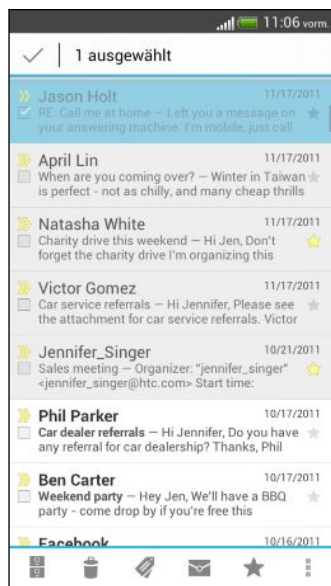 11:06 vorm.
1 ausgewählt
Jason Holt 11/17/2011
RE: Call me at home – Left you a message on
your answering machine. I'm mobile, just call
April Lin 11/17/2011
When are you coming over? – Winter in Taiwan
is perfect - not as chilly, and many cheap thrills
Natasha White 11/17/2011
Charity drive this weekend – Hi Jen, Don't
forget the charity drive I'm organizing this
Victor Gomez 11/17/2011
Car service referrals – Hi Jennifer, Please see
the attachment for car service referrals. Victor
Jennifer_Singer 10/21/2011
Sales meeting – Organizer: "jennifer_singer"
<jennifer_singer@htc.com> Start time:
Phil Parker 10/17/2011
Car dealer referrals – Hi Jennifer, Do you have
any referral for car dealership? Thanks, Phil
Ben Carter 10/17/2011
Weekend party – Hey Jen, We'll have a BBQ
party - come drop by if you're free this
Facebook 10/16/2011